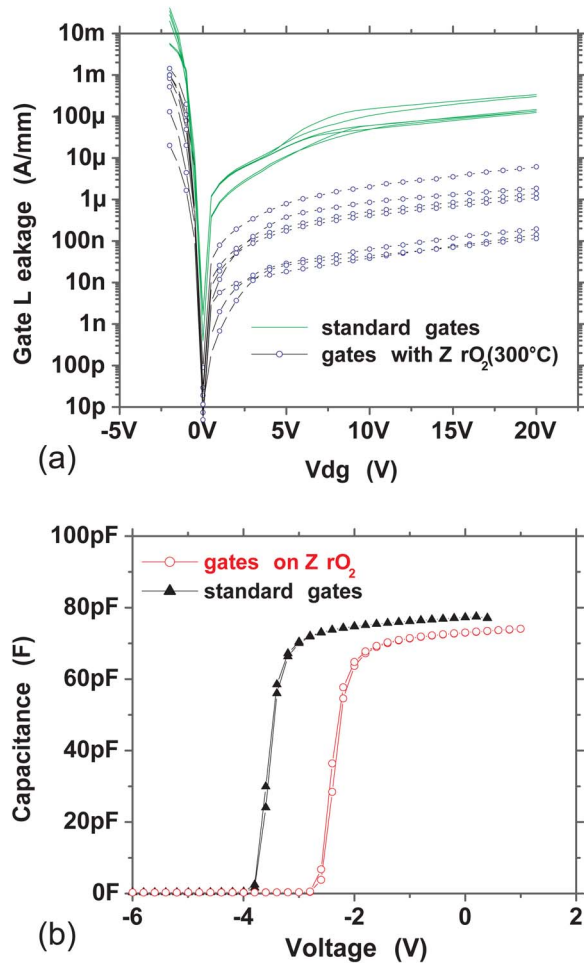 10m
1m
100μ
10μ
1μ
100n
10n
1n
100p
10p
Gate L eakage (A/mm)
standard gates
gates with Z rO₂(300°C)
-5V 0V 5V 10V 15V 20V
Vdg (V)
(a)
100pF
80pF
60pF
40pF
20pF
0F
Capacitance (F)
gates on Z rO₂
standard gates
-6 -4 -2 0 2
Voltage (V)
(b)